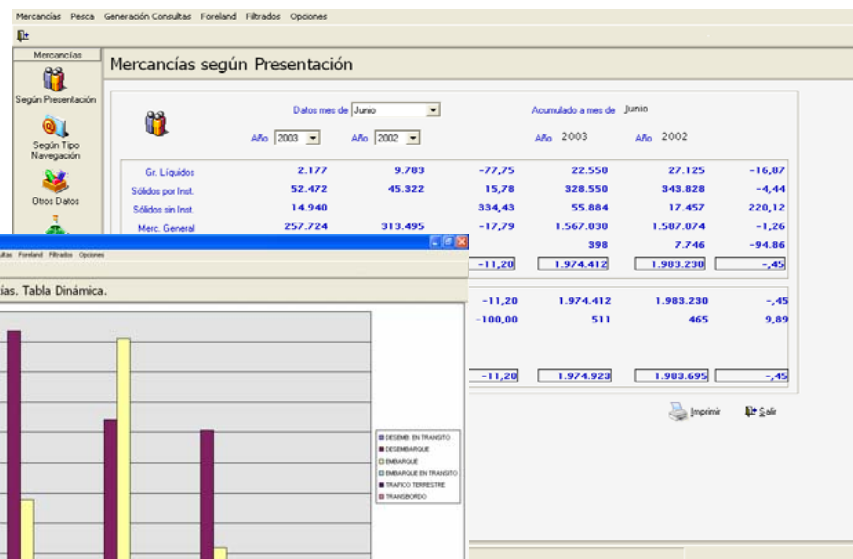 Mercancías Pesca Generación Consultas Foreland Filtrados Opciones
Mercancías
Mercancías según Presentación
Según Presentación
Según Tipo Navegación
Otros Datos
Datos mes de Junio
Acumulado a mes de Junio
Año 2003 Año 2002 Año 2003 Año 2002
Gr. Líquidos 2.177 9.783 -77,75 22.550 27.125 -16,87
Sólidos por Inst. 52.472 45.322 15,78 328.550 343.828 -4,44
Sólidos sin Inst. 14.940 334,43 55.884 17.457 220,12
Merc. General 257.724 313.495 -17,79 1.567.030 1.587.074 -1,26
398 7.746 -94.86
-11,20 1.974.412 1.983.230 -,45
-11,20 1.974.412 1.983.230 -,45
-100,00 511 465 9,89
-11,20 1.974.923 1.983.695 -,45
Imprimir Salir
ultas Foreland Filtrados Opciones
ías. Tabla Dinámica.
DESEMB. EN TRANSITO
DESEMBARQUE
EMBARQUE
EMBARQUE EN TRANSITO
TRAFICO TERRESTRE
TRANSBORDO